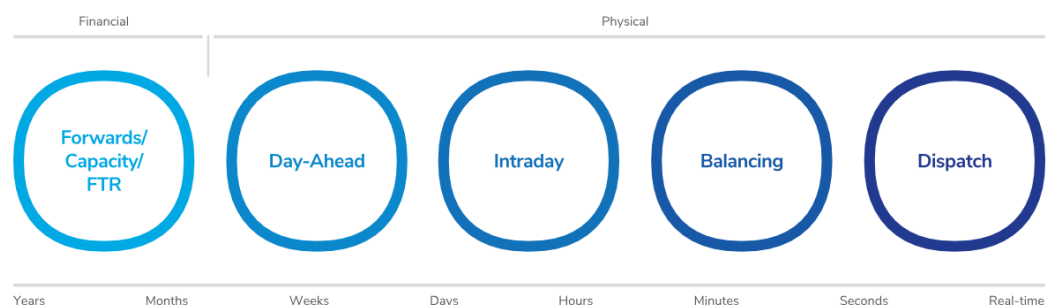 Financial
Physical
Forwards/
Capacity/
FTR
Day-Ahead
Intraday
Balancing
Dispatch
Years
Months
Weeks
Days
Hours
Minutes
Seconds
Real-time